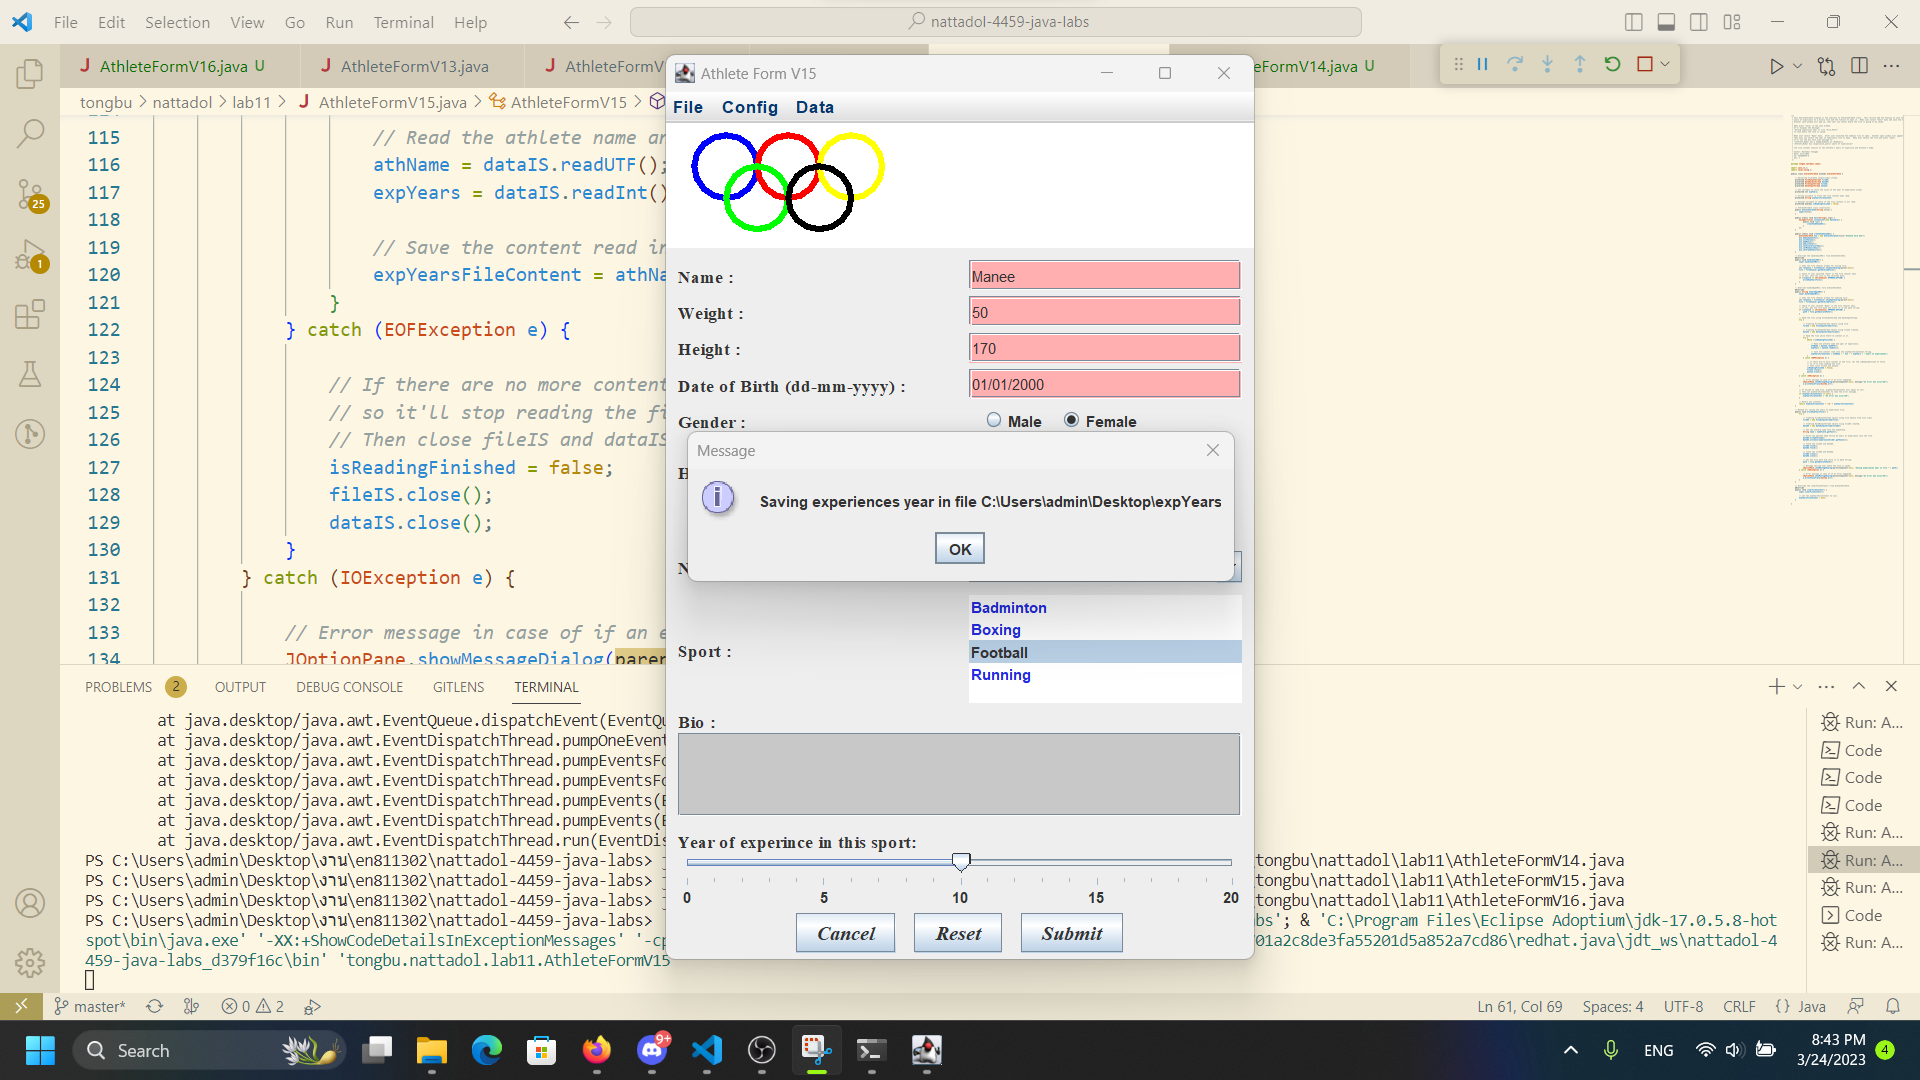 File Edit Selection View Go Run Terminal Help
nattadol-4459-java-labs
AthleteFormV16.java U
AthleteFormV13.java
AthleteFormV
eFormV14.java U
tongbu > nattadol > lab11 > AthleteFormV15.java > AthleteFormV15 >
115 // Read the athlete name an
116 athName = dataIS.readUTF();
117 expYears = dataIS.readInt()
118
119 // Save the content read in
120 expYearsFileContent = athNa
121 }
122 } catch (EOFException e) {
123
124 // If there are no more content
125 // so it'll stop reading the fi
126 // Then close fileIS and dataIS
127 isReadingFinished = false;
128 fileIS.close();
129 dataIS.close();
130 }
131 } catch (IOException e) {
132
133 // Error message in case of if an e
134 JOptionPane.showMessageDialog(paren
Athlete Form V15
File Config Data
Name : Manee
Weight : 50
Height : 170
Date of Birth (dd-mm-yyyy) : 01/01/2000
Gender : Male Female
H
Message
Saving experiences year in file C:\Users\admin\Desktop\expYears
OK
N
Badminton
Boxing
Sport : Football
Running
Bio :
Year of experince in this sport:
0 5 10 15 20
Cancel Reset Submit
PROBLEMS 2 OUTPUT DEBUG CONSOLE GITLENS TERMINAL
at java.desktop/java.awt.EventQueue.dispatchEvent(EventQu
at java.desktop/java.awt.EventDispatchThread.pumpOneEvent
at java.desktop/java.awt.EventDispatchThread.pumpEventsFo
at java.desktop/java.awt.EventDispatchThread.pumpEventsFo
at java.desktop/java.awt.EventDispatchThread.pumpEvents(E
at java.desktop/java.awt.EventDispatchThread.pumpEvents(E
at java.desktop/java.awt.EventDispatchThread.run(EventDis
PS C:\Users\admin\Desktop\งาน\en811302\nattadol-4459-java-labs> j tongbu\nattadol\lab11\AthleteFormV14.java
PS C:\Users\admin\Desktop\งาน\en811302\nattadol-4459-java-labs> j tongbu\nattadol\lab11\AthleteFormV15.java
PS C:\Users\admin\Desktop\งาน\en811302\nattadol-4459-java-labs> j tongbu\nattadol\lab11\AthleteFormV16.java
PS C:\Users\admin\Desktop\งาน\en811302\nattadol-4459-java-labs> bs'; & 'C:\Program Files\Eclipse Adoptium\jdk-17.0.5.8-hot
spot\bin\java.exe' '-XX:+ShowCodeDetailsInExceptionMessages' '-cp 01a2c8de3fa55201d5a852a7cd86\redhat.java\jdt_ws\nattadol-4
459-java-labs_d379f16c\bin' 'tongbu.nattadol.lab11.AthleteFormV15
Run: A...
Code
Code
Code
Run: A...
Run: A...
Run: A...
Code
Run: A...
25
1
master* 0 2
Ln 61, Col 69 Spaces: 4 UTF-8 CRLF {} Java
Search
9+
ENG
8:43 PM
3/24/2023
4